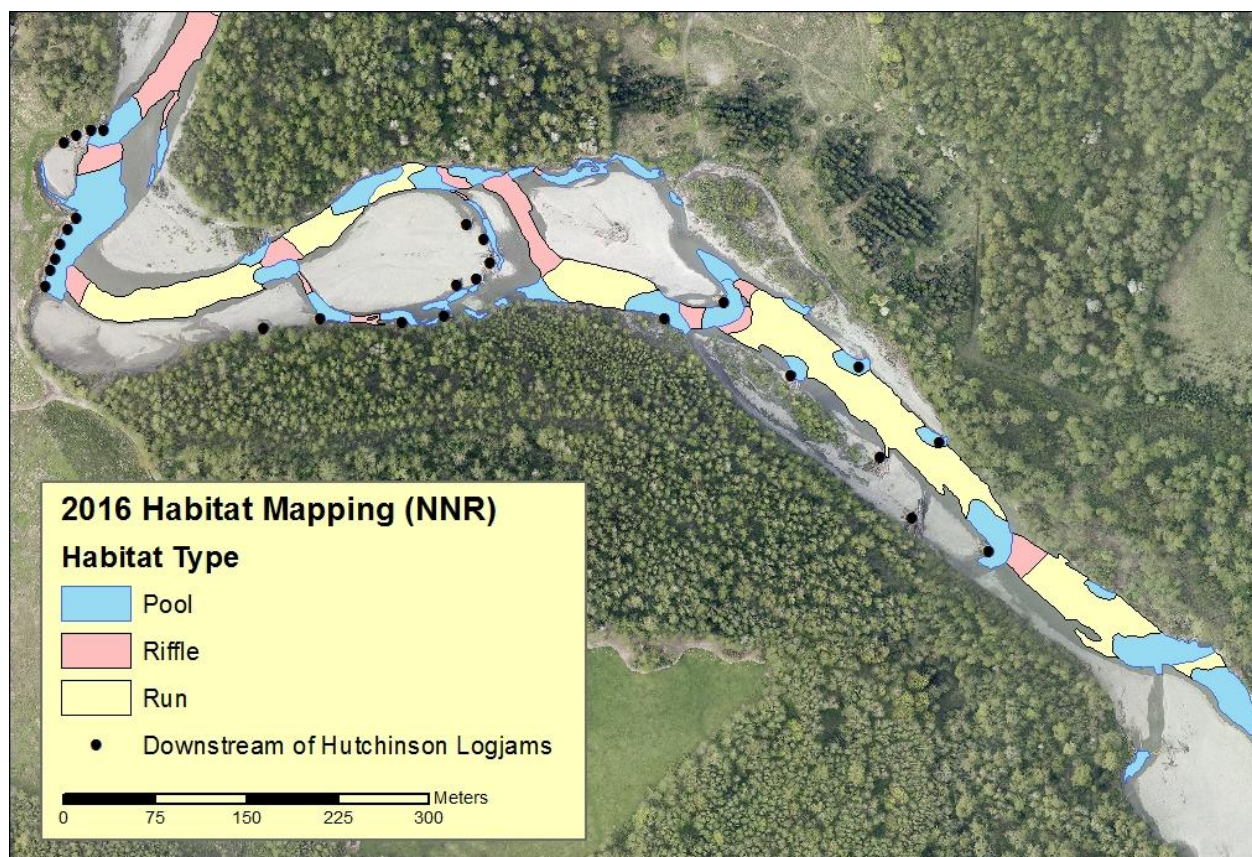 2016 Habitat Mapping (NNR)
Habitat Type
Pool
Riffle
Run
Downstream of Hutchinson Logjams
Meters
0 75 150 225 300